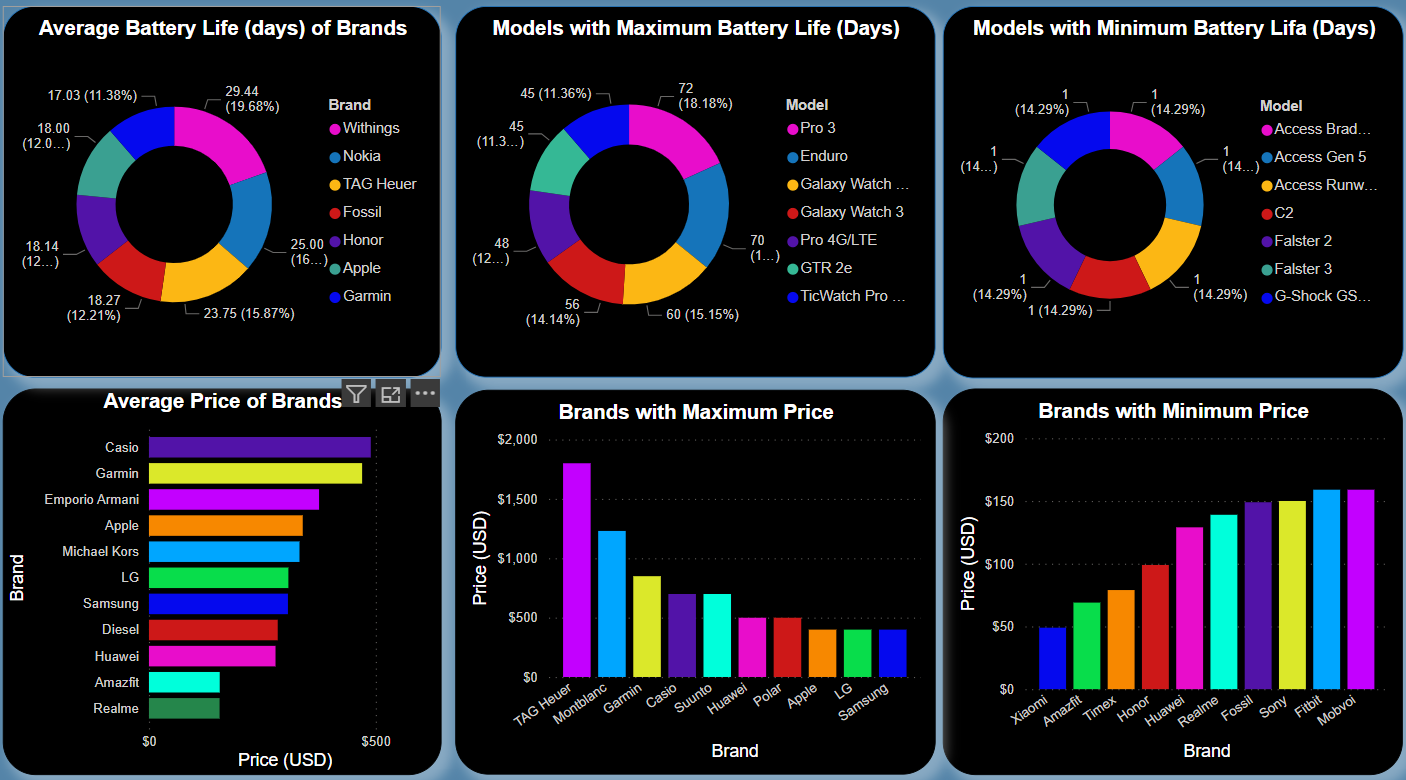 Average Battery Life (days) of Brands
29.44
(19.68%)
25.00
(16...)
23.75 (15.87%)
18.27
(12.21%)
18.14
(12...)
18.00
(12.0...)
17.03 (11.38%)
Brand
Withings
Nokia
TAG Heuer
Fossil
Honor
Apple
Garmin
Models with Maximum Battery Life (Days)
72
(18.18%)
70
(1...)
60 (15.15%)
56
(14.14%)
48
(12...)
45
(11.3...)
45 (11.36%)
Model
Pro 3
Enduro
Galaxy Watch ...
Galaxy Watch 3
Pro 4G/LTE
GTR 2e
TicWatch Pro ...
Models with Minimum Battery Lifa (Days)
1
(14.29%)
1
(14...)
1
(14.29%)
1 (14.29%)
1
(14.29%)
1
(14...)
1
(14.29%)
Model
Access Brad...
Access Gen 5
Access Runw...
C2
Falster 2
Falster 3
G-Shock GS...
Average Price of Brands
Brand
Casio
Garmin
Emporio Armani
Apple
Michael Kors
LG
Samsung
Diesel
Huawei
Amazfit
Realme
$0
$500
Price (USD)
Brands with Maximum Price
Price (USD)
$2,000
$1,500
$1,000
$500
$0
TAG Heuer
Montblanc
Garmin
Casio
Suunto
Huawei
Polar
Apple
LG
Samsung
Brand
Brands with Minimum Price
Price (USD)
$200
$150
$100
$50
$0
Xiaomi
Amazfit
Timex
Honor
Huawei
Realme
Fossil
Sony
Fitbit
Mobvoi
Brand